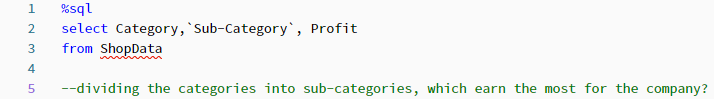 1 %sql
2 select Category,`Sub-Category`, Profit
3 from ShopData
4
5 --dividing the categories into sub-categories, which earn the most for the company?